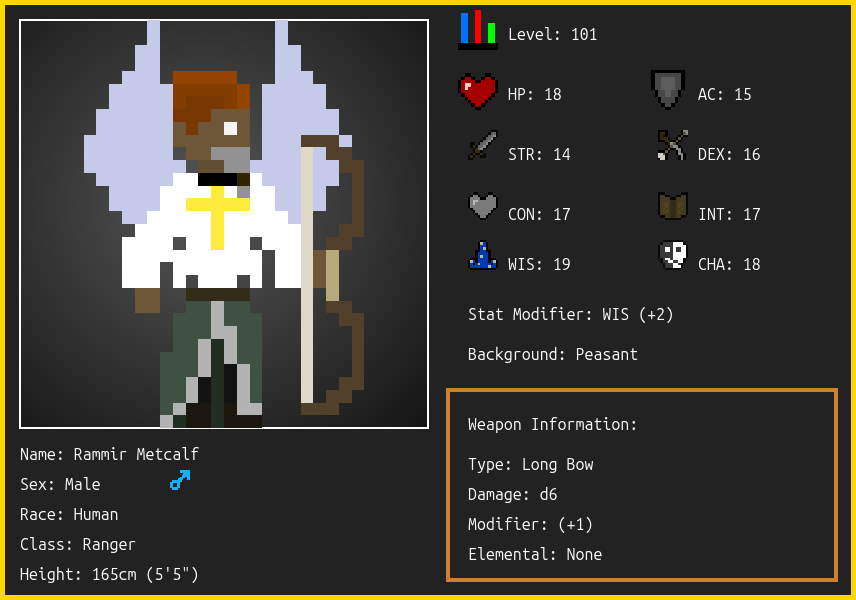 Level: 101
HP: 18
AC: 15
STR: 14
DEX: 16
CON: 17
INT: 17
WIS: 19
CHA: 18
Stat Modifier: WIS (+2)
Background: Peasant
Weapon Information:
Type: Long Bow
Damage: d6
Modifier: (+1)
Elemental: None
Name: Rammir Metcalf
Sex: Male
Race: Human
Class: Ranger
Height: 165cm (5'5")